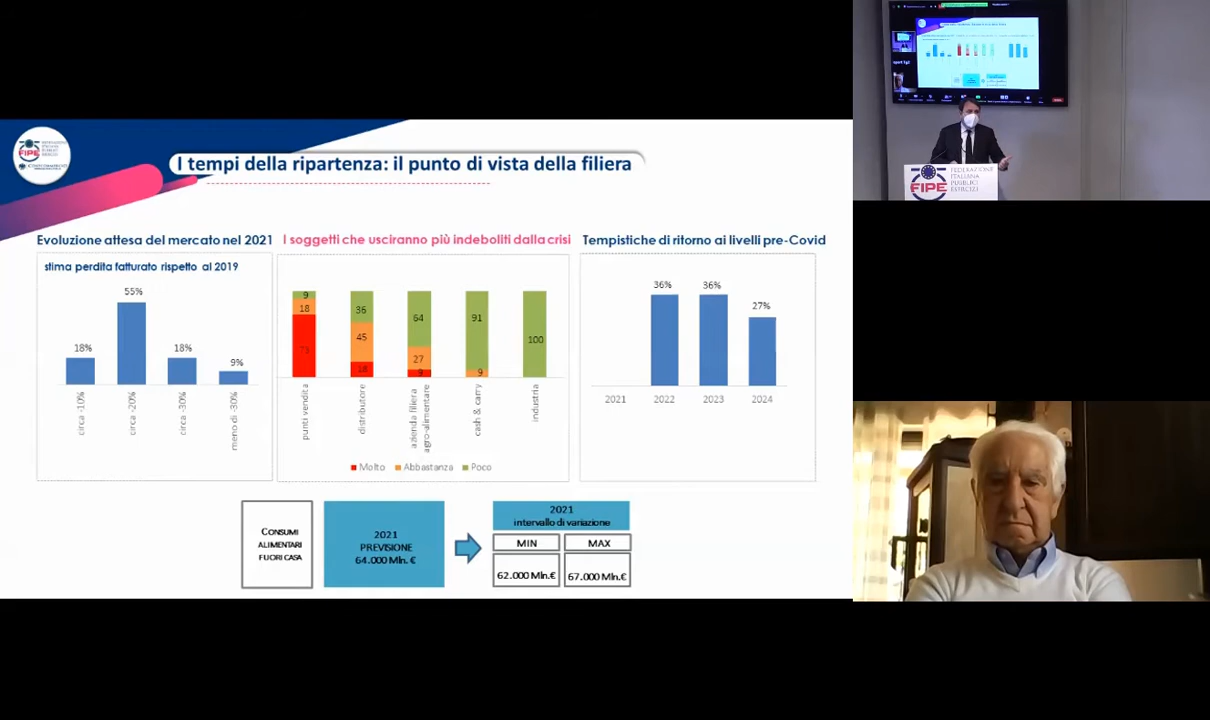 FIPE
I tempi della ripartenza: il punto di vista della filiera
Evoluzione attesa del mercato nel 2021
stima perdita fatturato rispetto al 2019
18%
55%
18%
9%
circa -10%
circa -20%
circa -30%
meno di -30%
I soggetti che usciranno più indeboliti dalla crisi
9
18
73
36
45
18
64
27
9
91
9
100
punti vendita
distributore
azienda filiera
agro-alimentare
cash & carry
industria
Molto
Abbastanza
Poco
Tempistiche di ritorno ai livelli pre-Covid
36%
36%
27%
2021
2022
2023
2024
CONSUMI
ALIMENTARI
FUORI CASA
2021
PREVISIONE
64.000 Mln. €
2021
intervallo di variazione
MIN
MAX
62.000 Mln.€
67.000 Mln.€
FIPE
FEDERAZIONE
ITALIANA
PUBBLICI
ESERCIZI